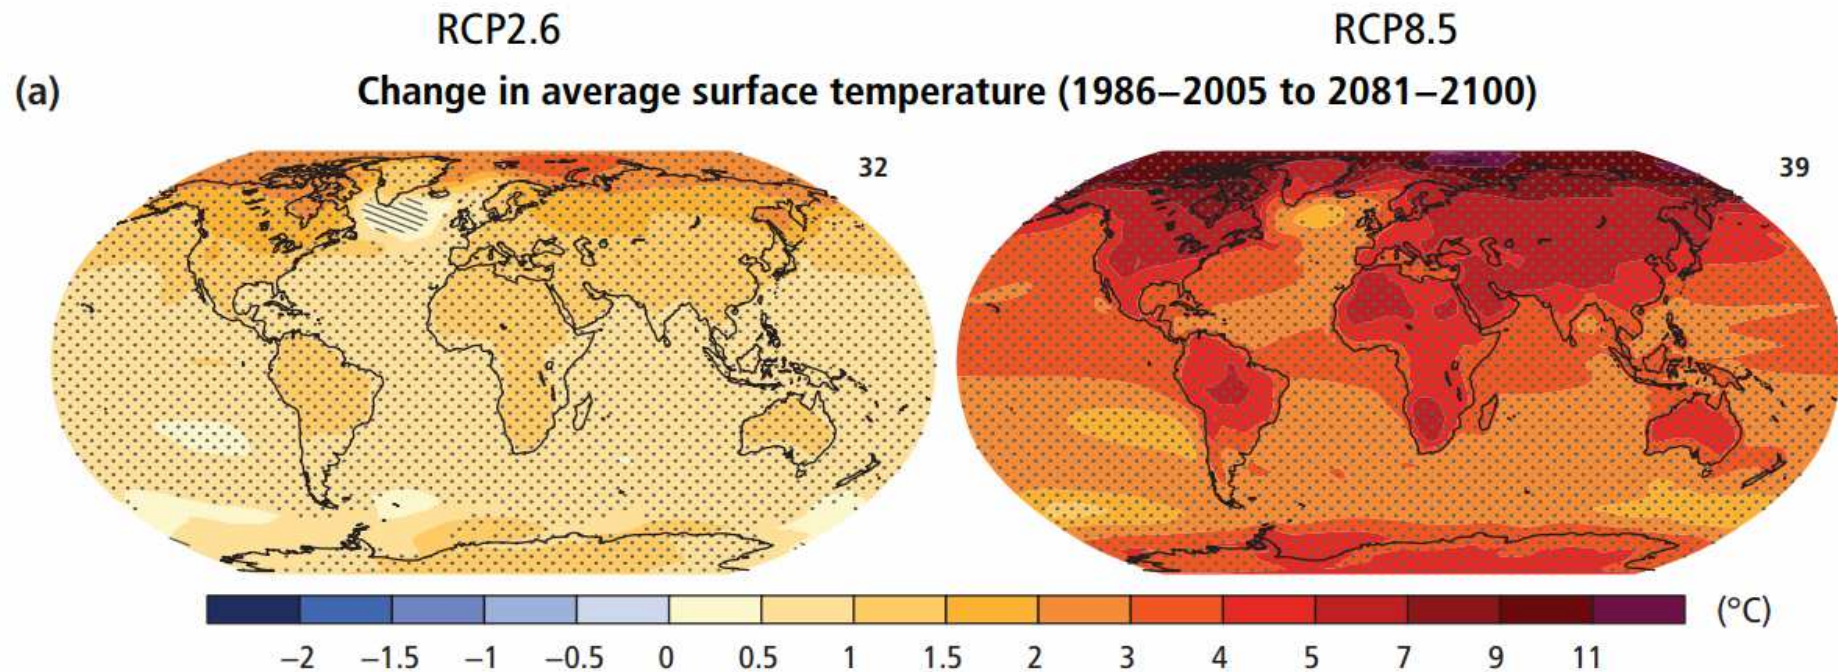 RCP2.6 RCP8.5
(a) Change in average surface temperature (1986–2005 to 2081–2100)
32 39
(°C)
−2 −1.5 −1 −0.5 0 0.5 1 1.5 2 3 4 5 7 9 11